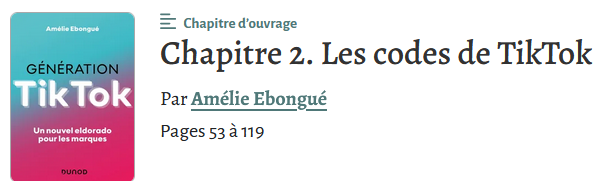 Amélie Ebongué
GÉNÉRATION
TikTok
Un nouvel eldorado
pour les marques
DUNOD
Chapitre d'ouvrage
Chapitre 2. Les codes de TikTok
Par Amélie Ebongué
Pages 53 à 119